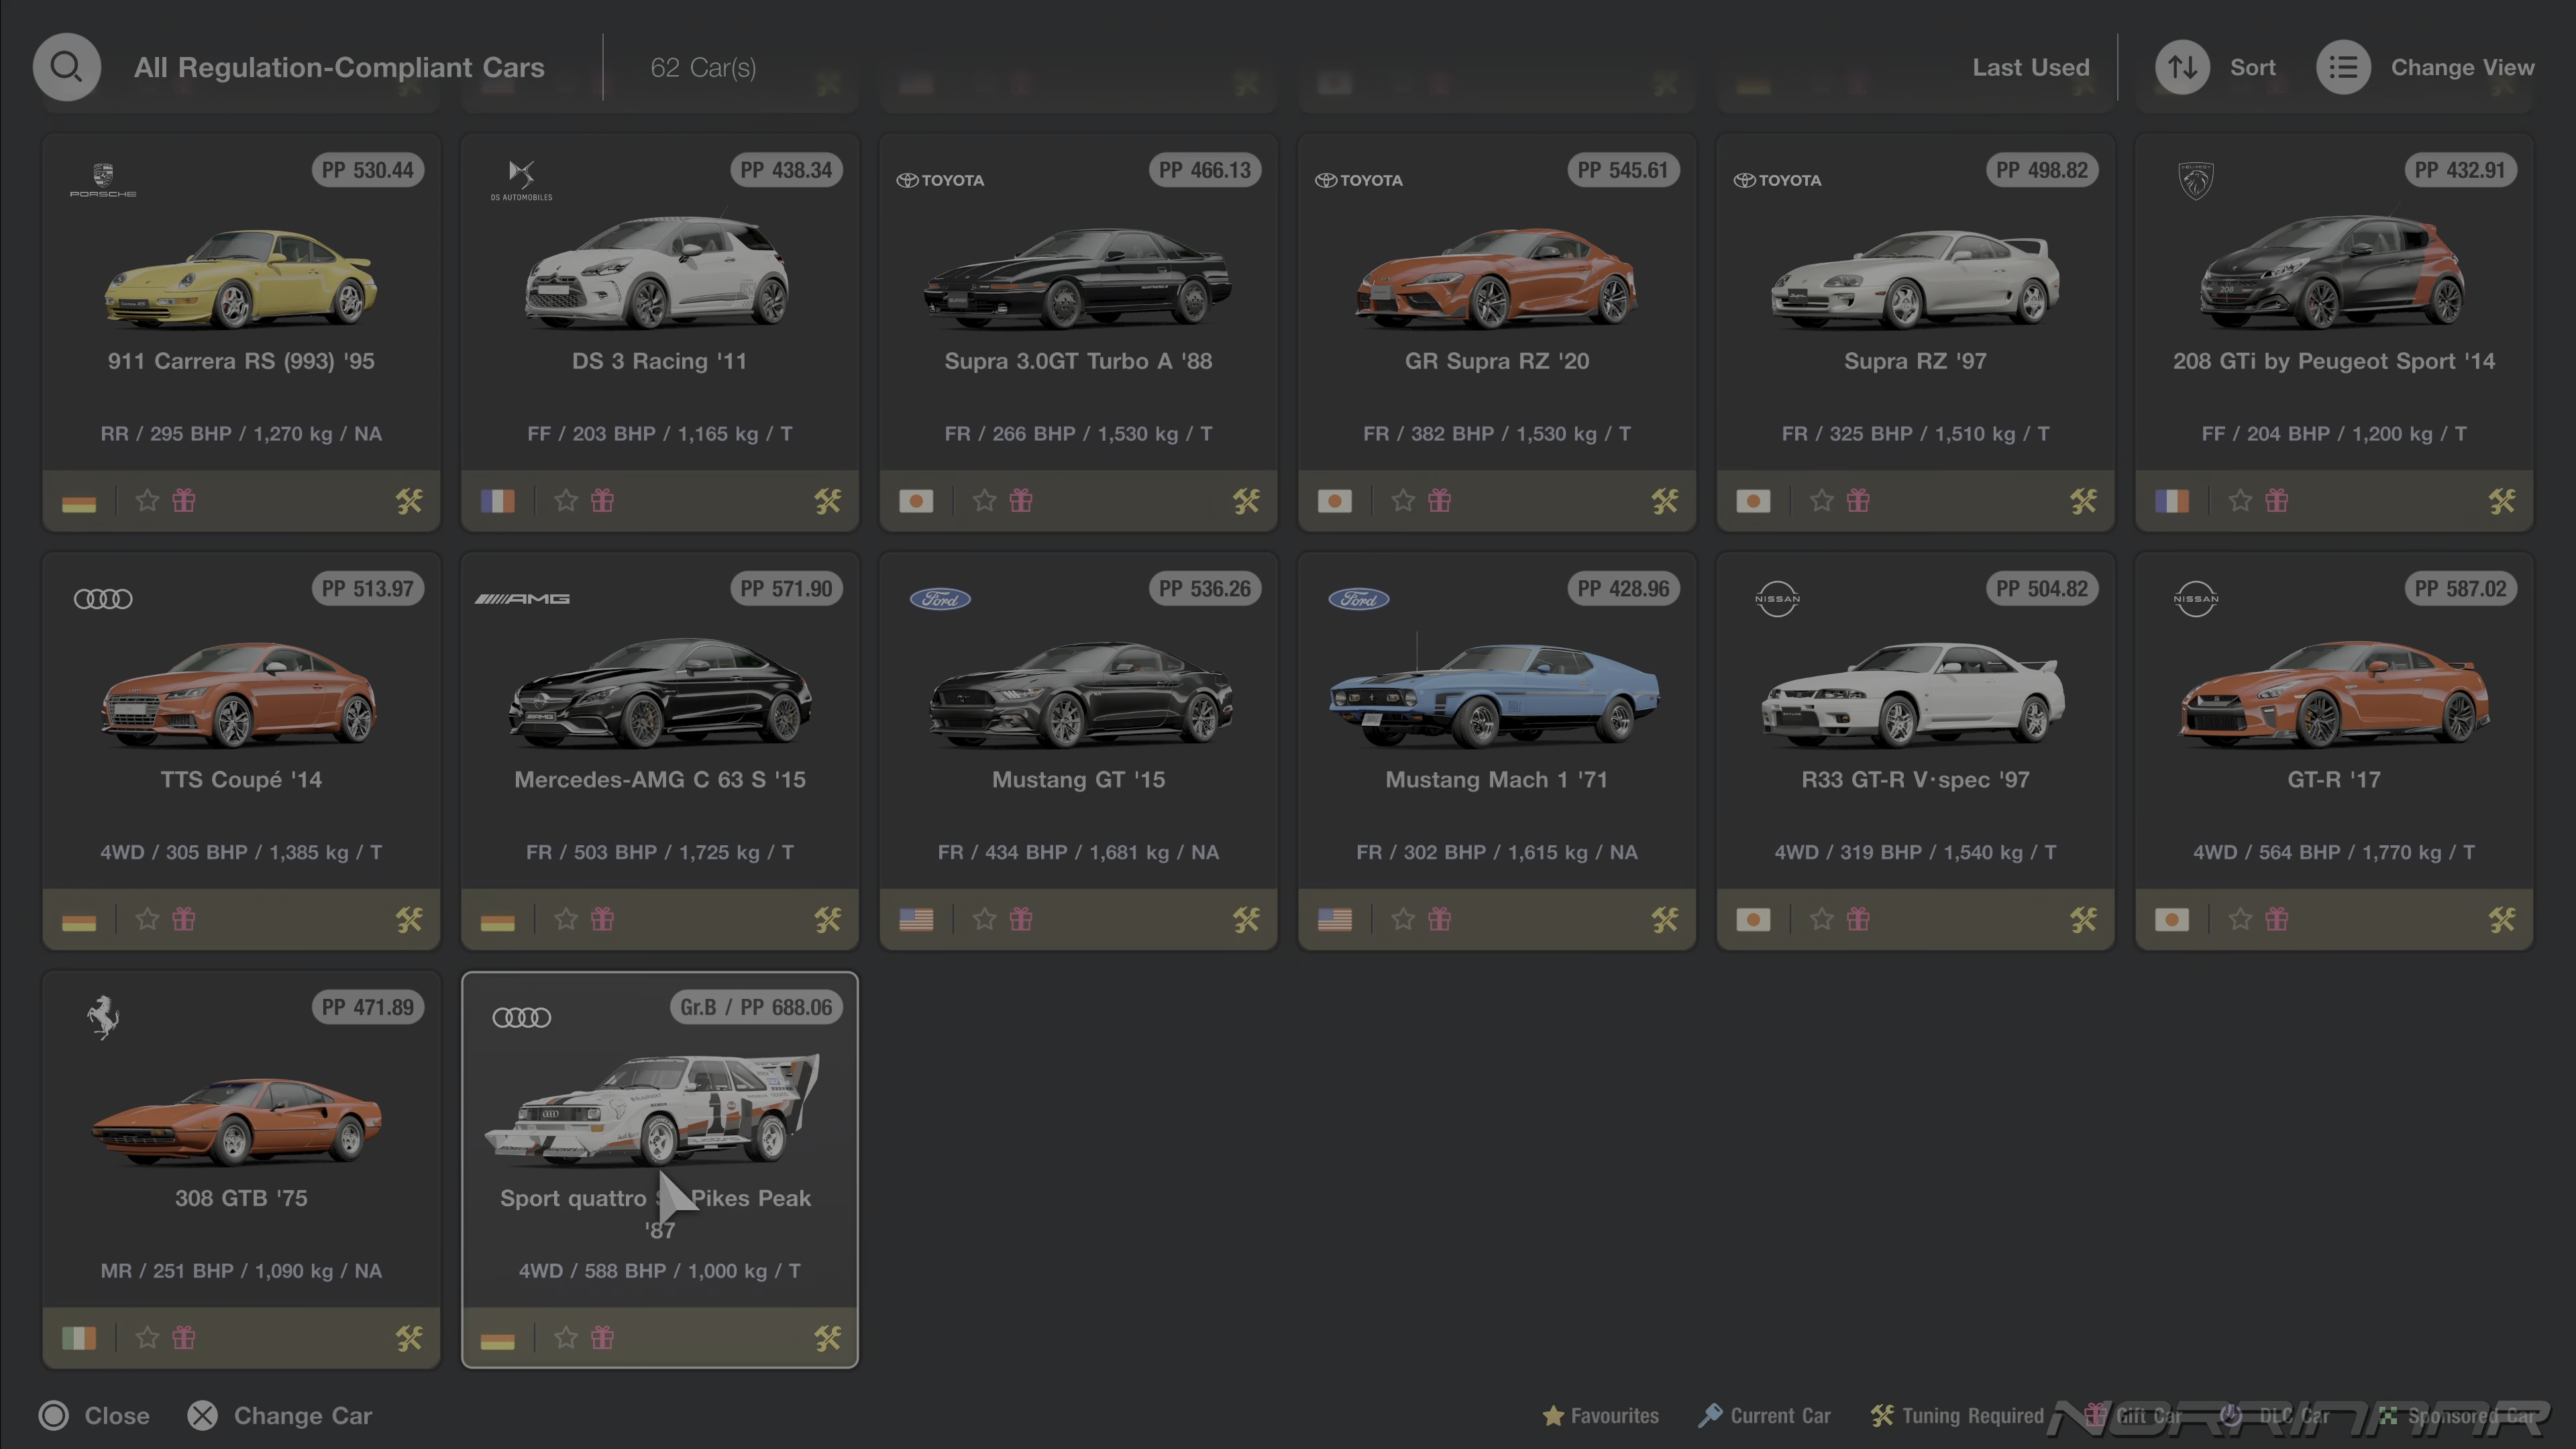 All Regulation-Compliant Cars
62 Car(s)
Last Used
Sort
Change View
PORSCHE
PP 530.44
911 Carrera RS (993) '95
RR / 295 BHP / 1,270 kg / NA
DS AUTOMOBILES
PP 438.34
DS 3 Racing '11
FF / 203 BHP / 1,165 kg / T
TOYOTA
PP 466.13
Supra 3.0GT Turbo A '88
FR / 266 BHP / 1,530 kg / T
TOYOTA
PP 545.61
GR Supra RZ '20
FR / 382 BHP / 1,530 kg / T
TOYOTA
PP 498.82
Supra RZ '97
FR / 325 BHP / 1,510 kg / T
PEUGEOT
PP 432.91
208
208 GTi by Peugeot Sport '14
FF / 204 BHP / 1,200 kg / T
PP 513.97
TTS Coupé '14
4WD / 305 BHP / 1,385 kg / T
AMG
PP 571.90
AMG
Mercedes-AMG C 63 S '15
FR / 503 BHP / 1,725 kg / T
Ford
PP 536.26
Mustang GT '15
FR / 434 BHP / 1,681 kg / NA
Ford
PP 428.96
Mustang Mach 1 '71
FR / 302 BHP / 1,615 kg / NA
NISSAN
PP 504.82
R33 GT-R V·spec '97
4WD / 319 BHP / 1,540 kg / T
NISSAN
PP 587.02
GT-R '17
4WD / 564 BHP / 1,770 kg / T
PP 471.89
308 GTB '75
MR / 251 BHP / 1,090 kg / NA
Gr.B / PP 688.06
1
Sport quattro Pikes Peak
'87
4WD / 588 BHP / 1,000 kg / T
Close
Change Car
Favourites
Current Car
Tuning Required
Gift Car
DLC Car
Sponsored Car